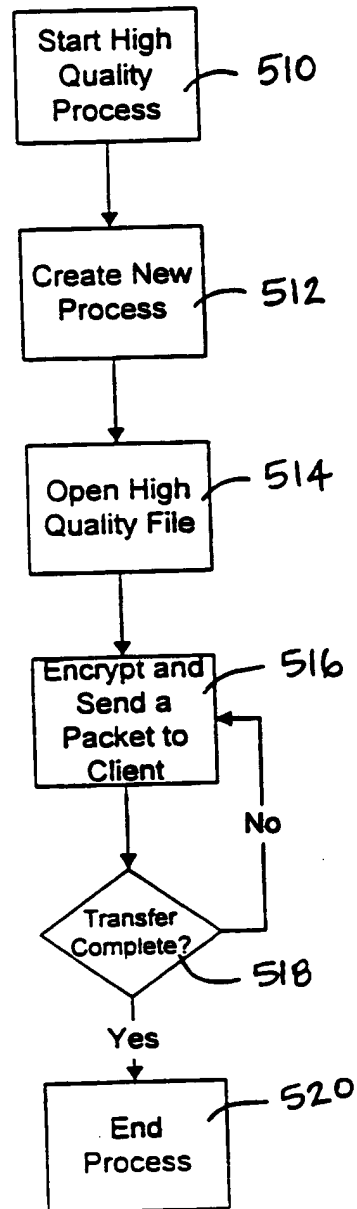 Start High
Quality
Process
510
Create New
Process
512
Open High
Quality File
514
Encrypt and
Send a
Packet to
Client
516
No
Transfer
Complete?
518
Yes
End
Process
520